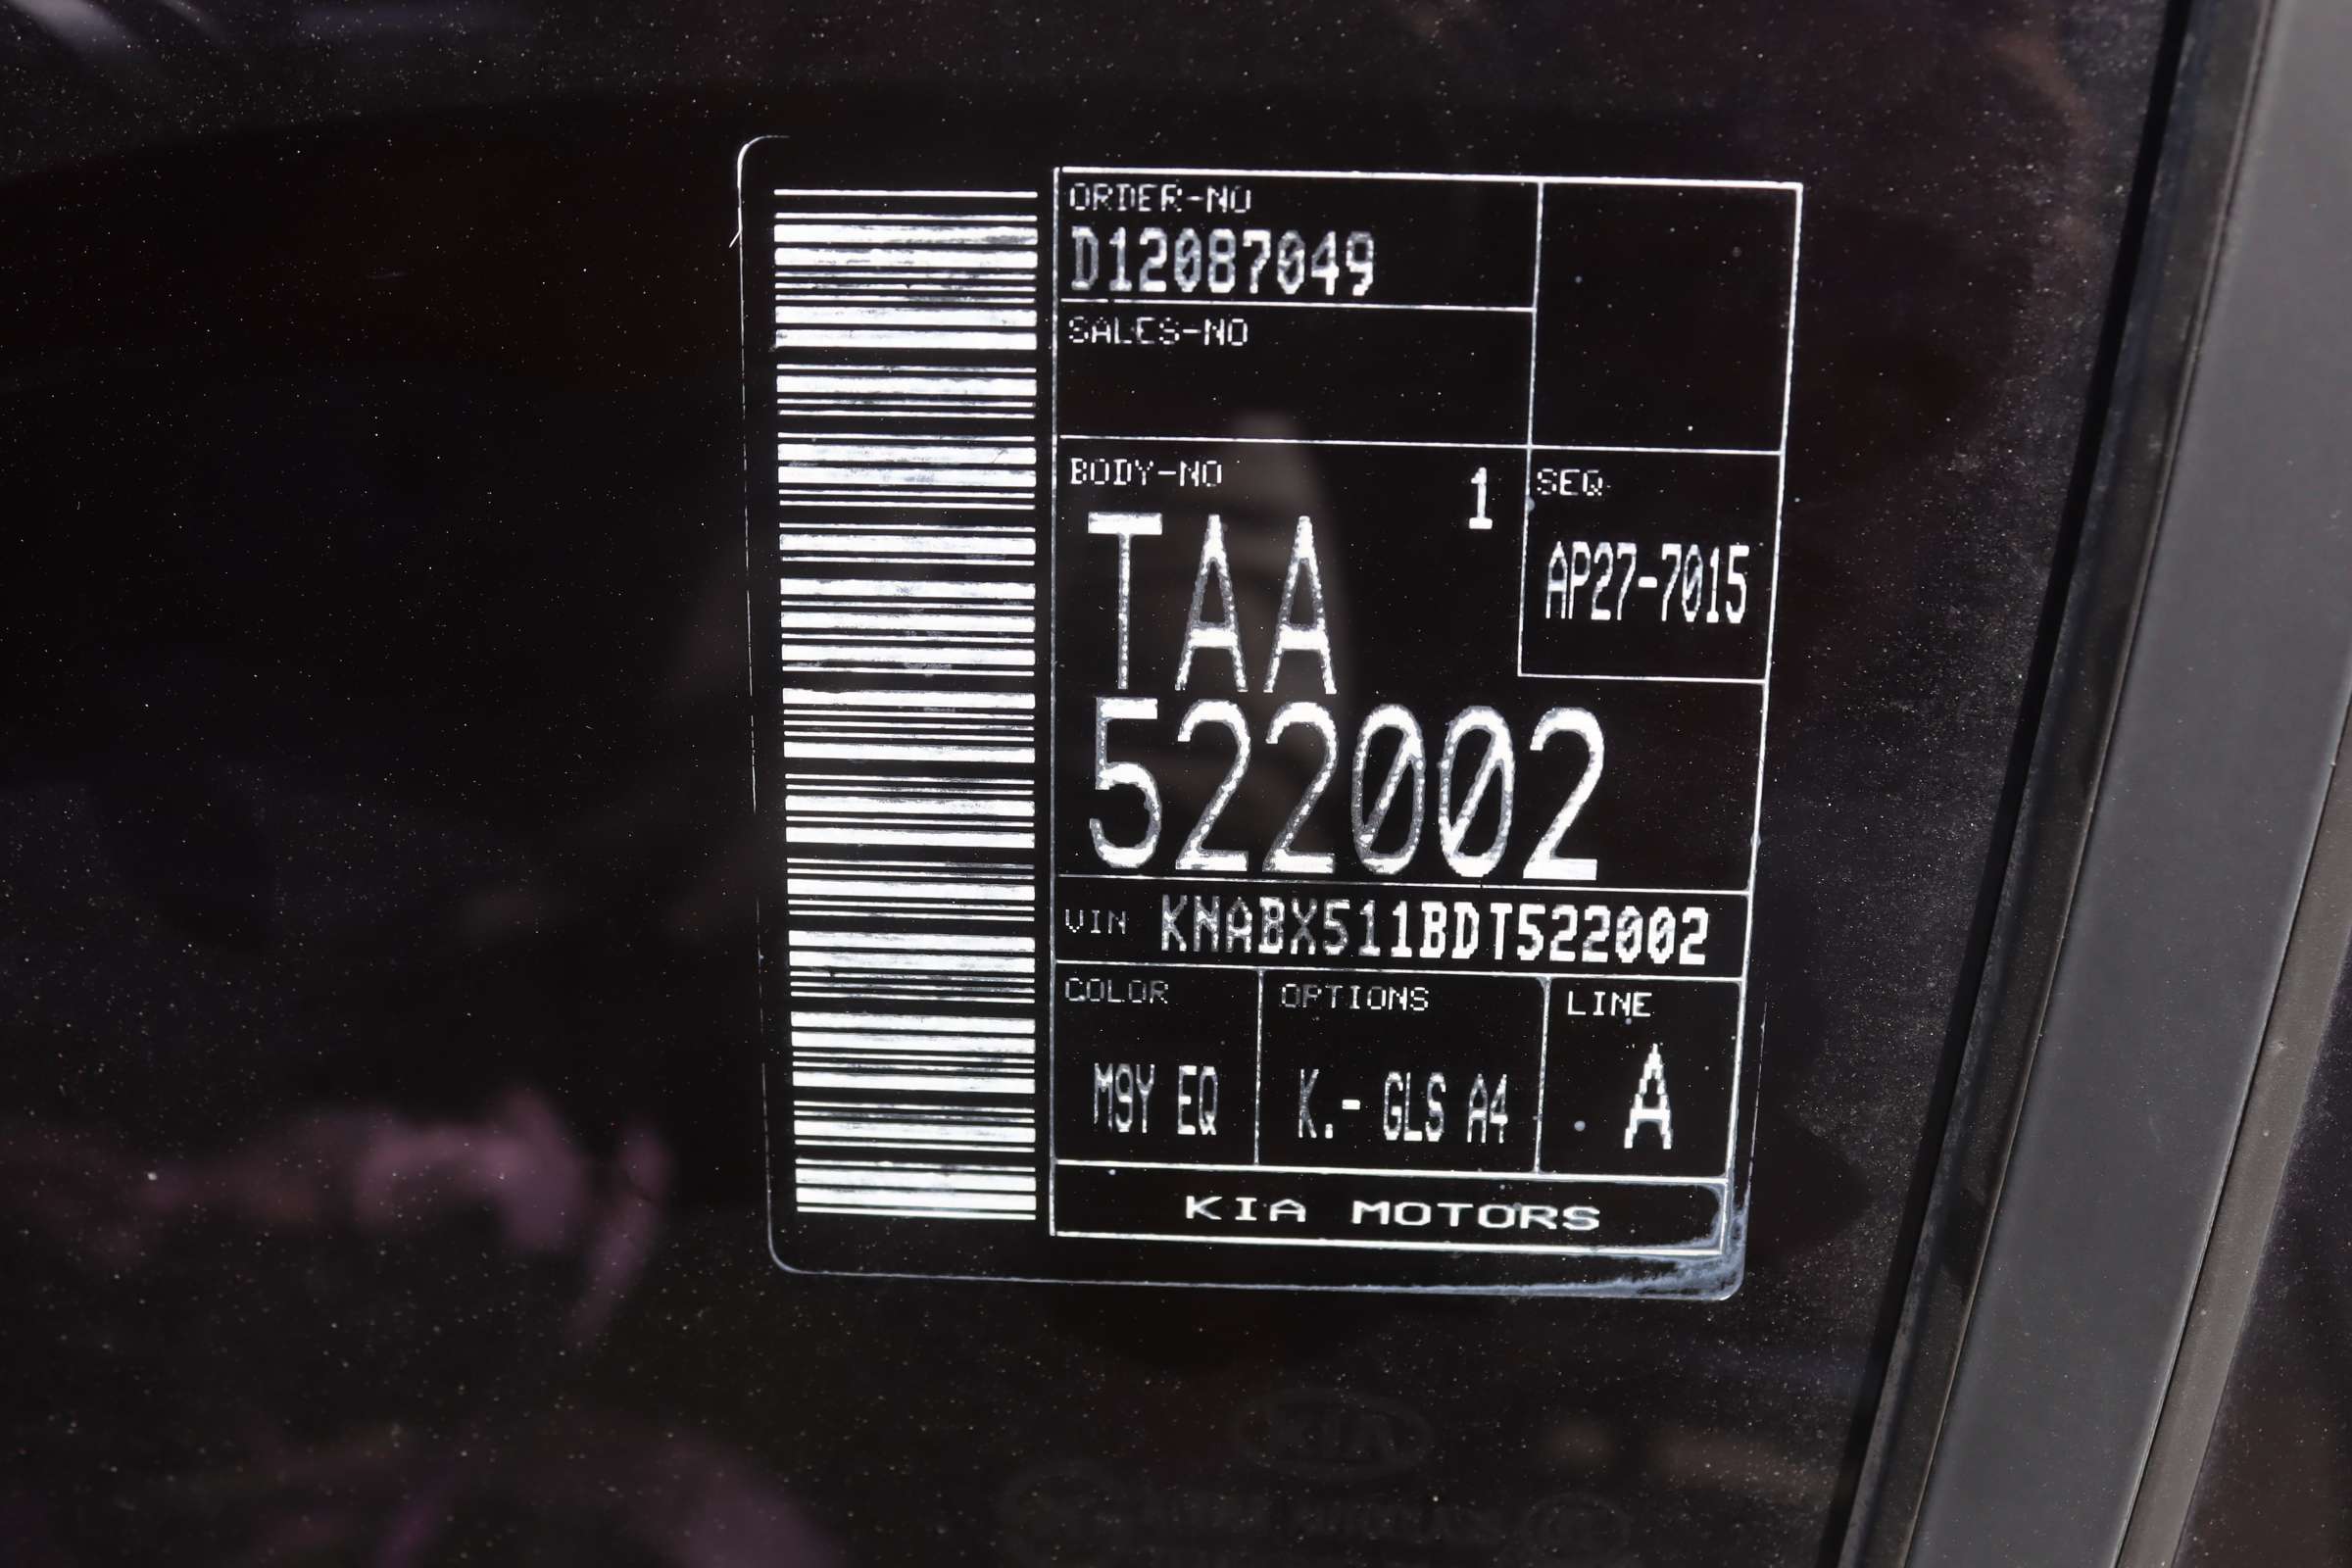 ORDER-NO
D12087049
SALES-NO
BODY-NO 1
TAA
522002
SEQ
AP27-7015
VIN KNABX511BDT522002
COLOR
M9Y EQ
OPTIONS
K.- GLS A4
LINE
A
KIA MOTORS
KIA